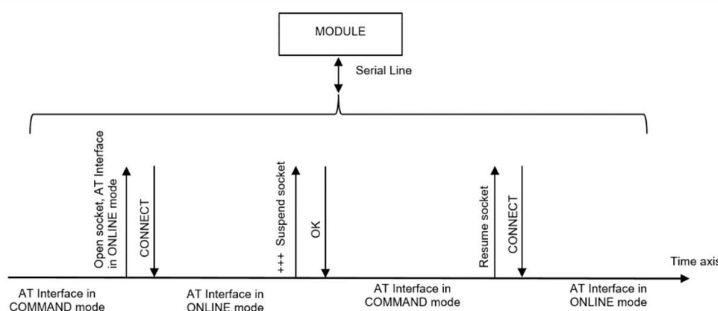 MODULE
Serial Line
Open socket, AT Interface
in ONLINE mode
CONNECT
+++ Suspend socket
OK
Resume socket
CONNECT
Time axis
AT Interface in
COMMAND mode
AT Interface in
ONLINE mode
AT Interface in
COMMAND mode
AT Interface in
ONLINE mode